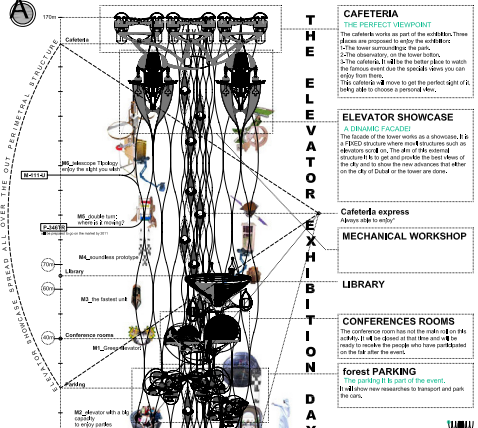 A
170m
Cafeteria
ELEVATOR SHOWCASE SPREAD ALL OVER THE OUT PERIMETRAL STRUCTURE
M6_telescope Tipology
enjoy the sight you wish
M-111-U
M5_double turn:
where is it moving?
P-346TR
M4_soundless prototype
70m
Library
60m
M3_the fastest unit
40m
Conference rooms
M1_Greep elevator
Parking
M2_elevator with a big
capacity
to enjoy parties
THE ELEVATOR EXHIBITION DAY
CAFETERIA
THE PERFECT VIEWPOINT
The cafeteria works as part of the exhibition. Three
places are proposed to enjoy the exhibition:
1-The tower surroundings: the park.
2-The observatory, on the tower botton.
3-The cafeteria. It will be the better place to watch
the famous event due the specials views you can
enjoy from there.
This cafeteria will move to get the perfect sight of it,
being able to choose a personal view.
ELEVATOR SHOWCASE
A DINAMIC FACADE!
The facade of the tower works as a showcase. It is
a FIXED structure where movil structures such as
elevators scroll on. The aim of this external
structure it is to get and provide the best views of
the city and to show the new advances that either
on the city of Dubai or the tower are done.
Cafeteria express
Always able to enjoy"
MECHANICAL WORKSHOP
LIBRARY
CONFERENCES ROOMS
The conference room has not the main roll on this
activity. It will be closed at that time and will be
ready to receive the people who have participated
on the fair after the event.
forest PARKING
The parking it is part of the event.
It will show new researches to transport and park
the cars.